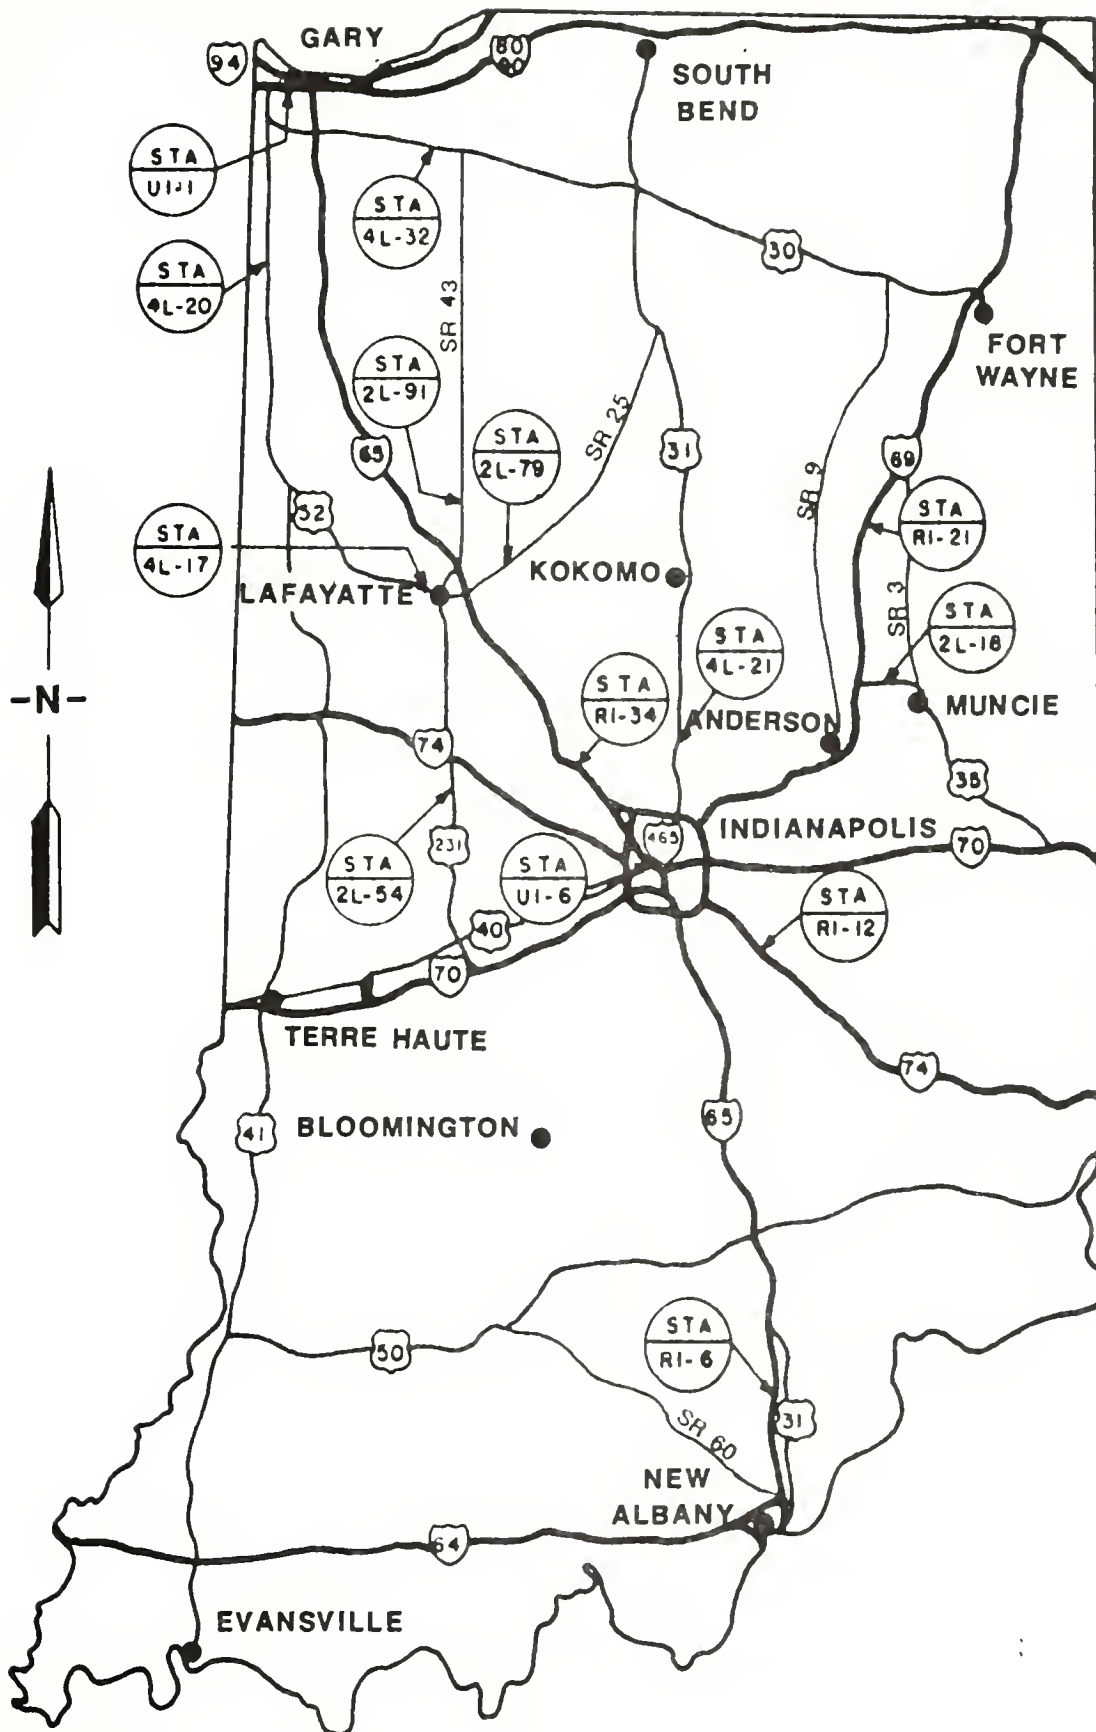 GARY
94
80
90
SOUTH
BEND
STA
U1-1
STA
4L-32
30
STA
4L-20
SR 43
FORT
WAYNE
STA
2L-91
SR 25
STA
2L-79
65
31
SR 9
69
STA
R1-21
52
STA
4L-17
KOKOMO
LAFAYATTE
SR 3
STA
2L-18
STA
4L-21
STA
R1-34
-N-
ANDERSON
MUNCIE
74
35
INDIANAPOLIS
465
70
231
STA
2L-54
STA
U1-6
STA
R1-12
40
70
TERRE HAUTE
74
65
41
BLOOMINGTON
STA
R1-6
50
SR 60
31
NEW
ALBANY
64
EVANSVILLE